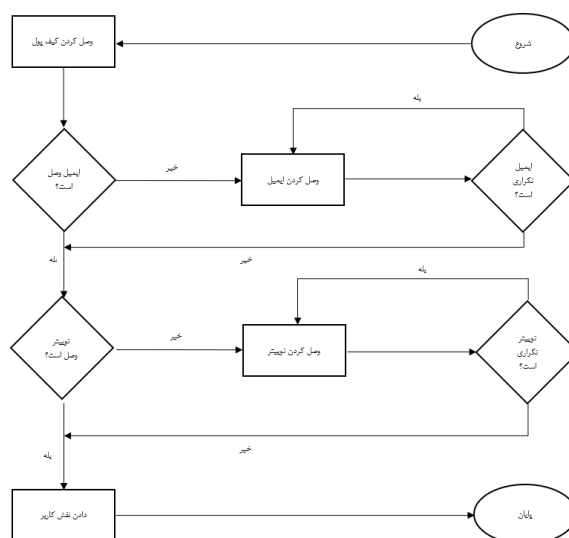 شروع
وصل کردن کیف پول
بله
ایمیل وصل
است؟
خیر
وصل کردن ایمیل
ایمیل
تکراری
است؟
بله
خیر
بله
توییتر
وصل است؟
خیر
وصل کردن توییتر
توییتر
تکراری
است؟
بله
خیر
دادن نقش کاربر
پایان